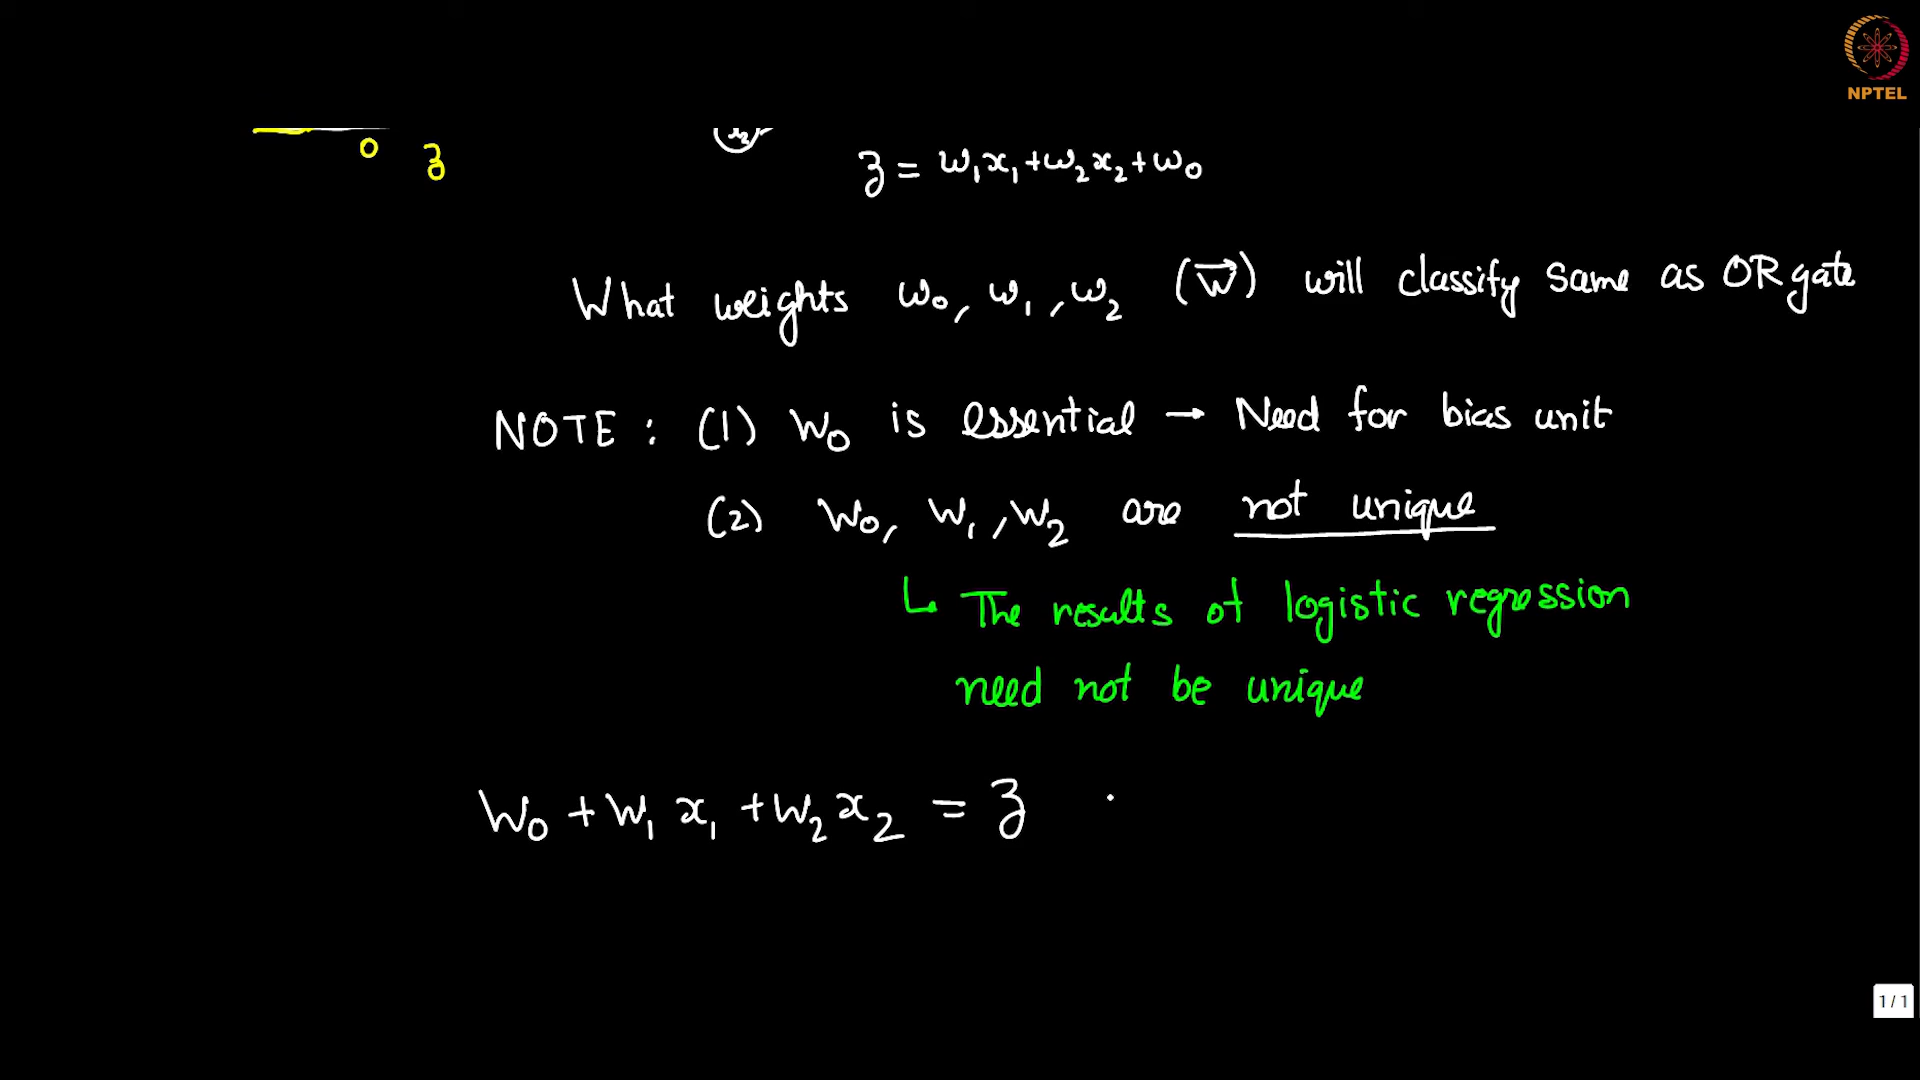 NPTEL
0 z
x₂
z = w₁x₁+w₂x₂+w₀
What weights w₀, w₁, w₂ (w⃗) will classify same as OR gate
NOTE : (1) W₀ is essential → Need for bias unit
(2) W₀, W₁, W₂ are not unique
↳ The results of logistic regression
need not be unique
W₀ + W₁ x₁ + W₂ x₂ = z
1 / 1